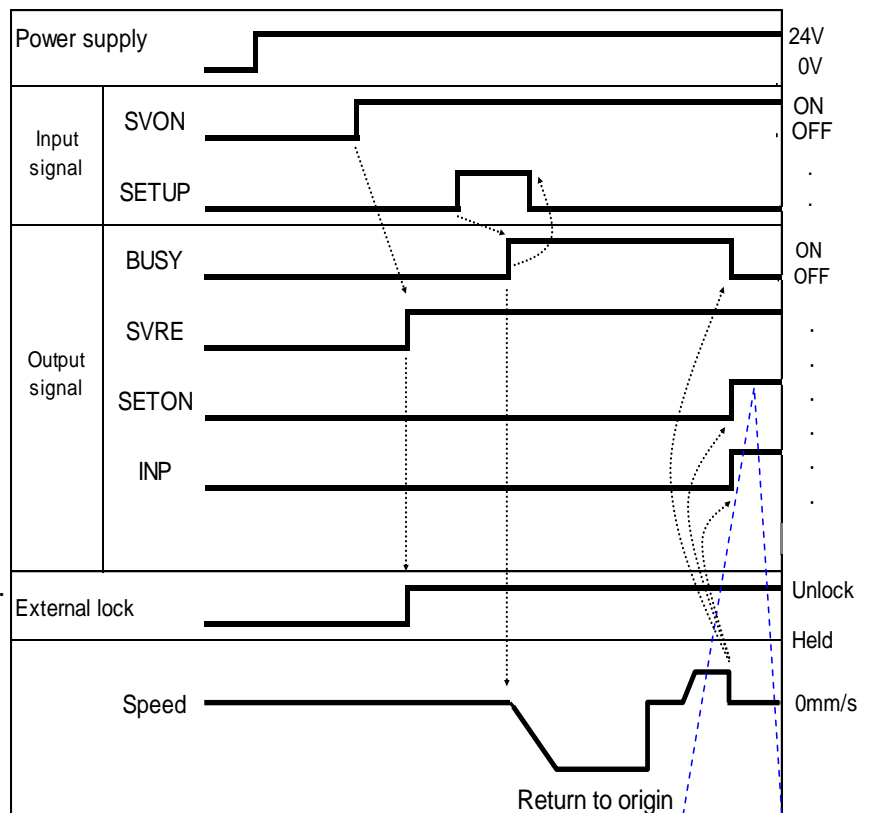 Power supply
24V
0V
Input
signal
SVON
ON
OFF
SETUP
Output
signal
BUSY
ON
OFF
SVRE
SETON
INP
External lock
Unlock
Held
Speed
0mm/s
Return to origin